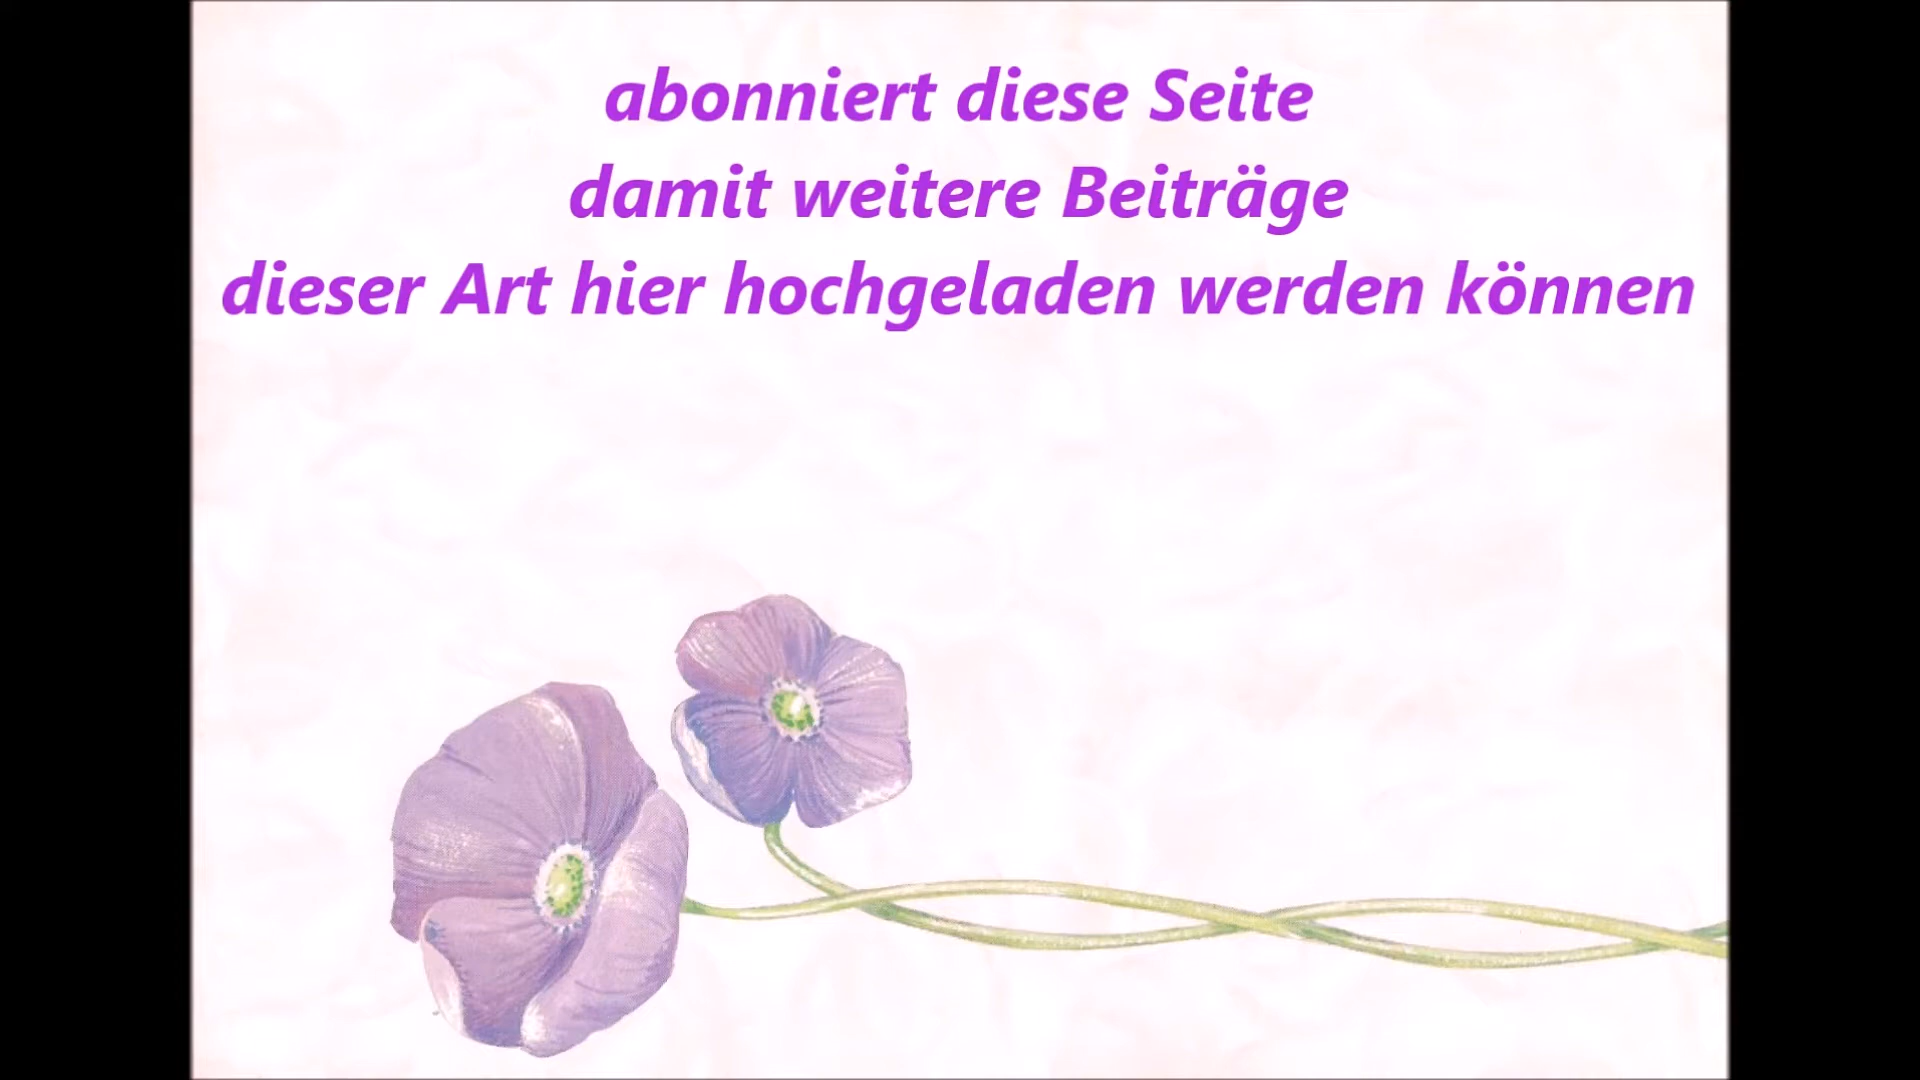 abonniert diese Seite
damit weitere Beiträge
dieser Art hier hochgeladen werden können